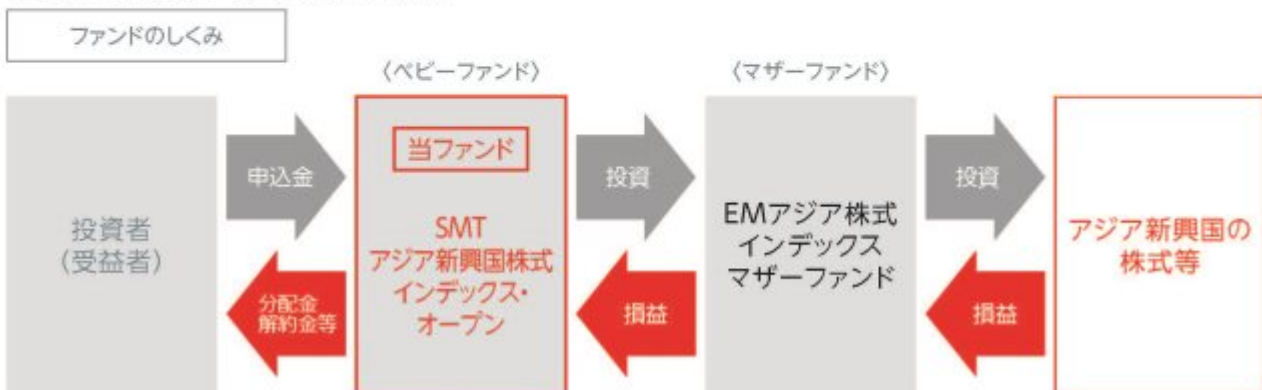 ファンドのしくみ
〈ベビーファンド〉
〈マザーファンド〉
投資者
(受益者)
申込金
分配金
解約金等
当ファンド
SMT
アジア新興国株式
インデックス・
オープン
投資
損益
EMアジア株式
インデックス
マザーファンド
投資
損益
アジア新興国の
株式等